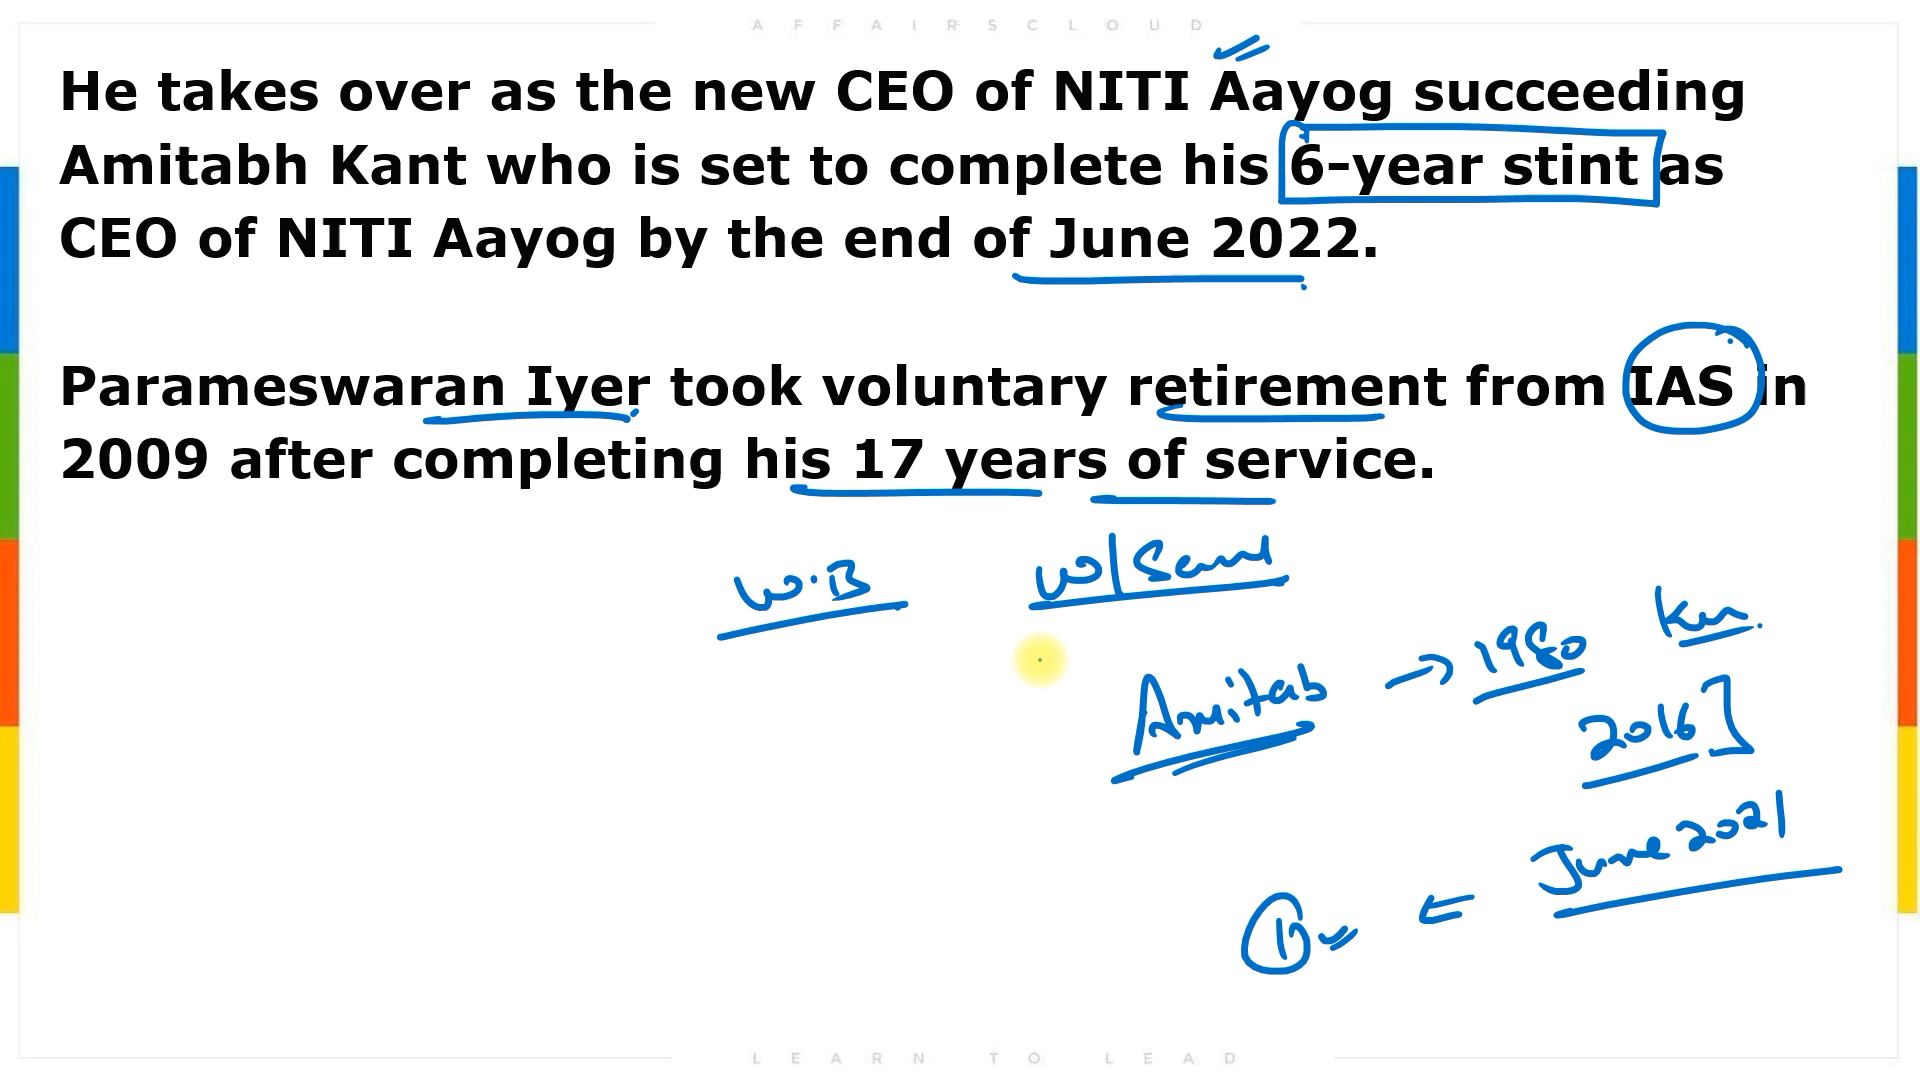 AFFAIRSCLOUD
He takes over as the new CEO of NITI Aayog succeeding
Amitabh Kant who is set to complete his 6-year stint as
CEO of NITI Aayog by the end of June 2022.
Parameswaran Iyer took voluntary retirement from IAS in
2009 after completing his 17 years of service.
W.B
Amitab → 1980
2016]
June 2021
LEARN TO LEAD